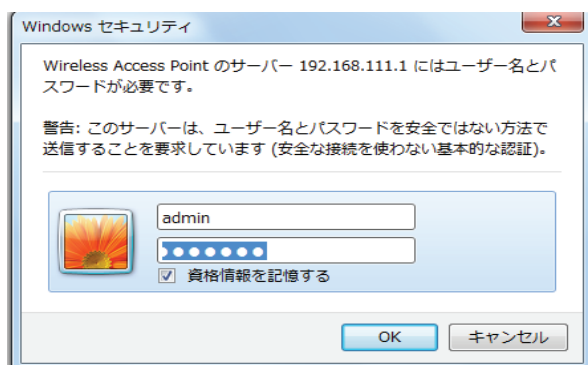 Windows セキュリティ
Wireless Access Point のサーバー 192.168.111.1 にはユーザー名とパ
スワードが必要です。
警告: このサーバーは、ユーザー名とパスワードを安全ではない方法で
送信することを要求しています (安全な接続を使わない基本的な認証)。
admin
●●●●●●●
資格情報を記憶する
OK キャンセル